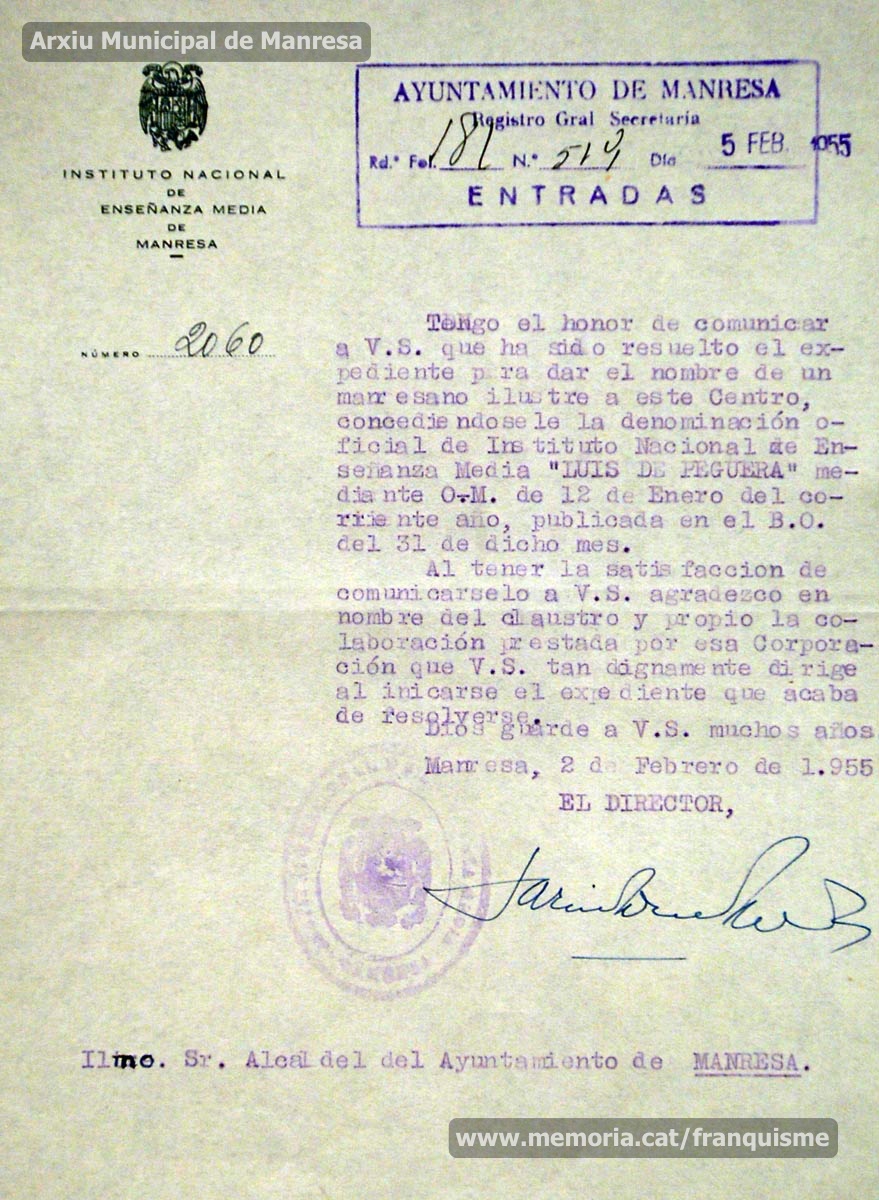 Arxiu Municipal de Manresa
INSTITUTO NACIONAL
DE
ENSEÑANZA MEDIA
DE
MANRESA
AYUNTAMIENTO DE MANRESA
Registro Gral Secretaría
Rd.º Fol. 181 N.º 519 Día 5 FEB. 1955
ENTRADAS
NÚMERO 2060
Tengo el honor de comunicar
a V.S. que ha sido resuelto el ex-
pediente para dar el nombre de un
manresano ilustre a este Centro,
concediendosele la denominación o-
ficial de Instituto Nacional de En-
señanza Media "LUIS DE PEGUERA" me-
diante O.M. de 12 de Enero del co-
rriente año, publicada en el B.O.
del 31 de dicho mes.
Al tener la satisfaccion de
comunicarselo a V.S. agradezco en
nombre del claustro y propio la co-
laboración prestada por esa Corpora-
ción que V.S. tan dignamente dirige
al inicarse el expediente que acaba
de resolverse.
Dios guarde a V.S. muchos años
Manresa, 2 de Febrero de 1.955
EL DIRECTOR,
Ilmo. Sr. Alcaldel del Ayuntamiento de MANRESA.
www.memoria.cat/franquisme